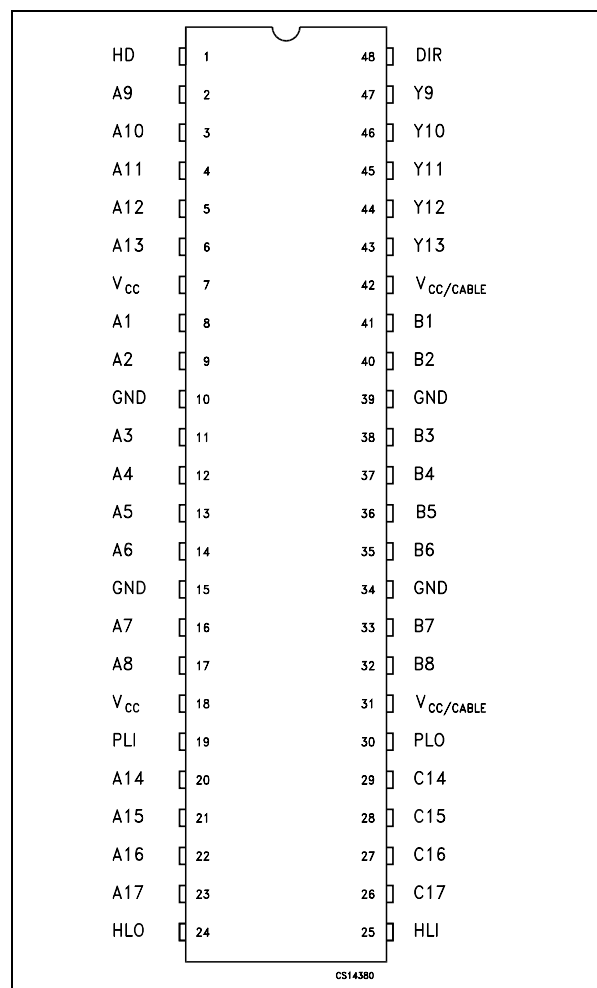 HD 1 48 DIR
A9 2 47 Y9
A10 3 46 Y10
A11 4 45 Y11
A12 5 44 Y12
A13 6 43 Y13
VCC 7 42 VCC/CABLE
A1 8 41 B1
A2 9 40 B2
GND 10 39 GND
A3 11 38 B3
A4 12 37 B4
A5 13 36 B5
A6 14 35 B6
GND 15 34 GND
A7 16 33 B7
A8 17 32 B8
VCC 18 31 VCC/CABLE
PLI 19 30 PLO
A14 20 29 C14
A15 21 28 C15
A16 22 27 C16
A17 23 26 C17
HLO 24 25 HLI
CS14380